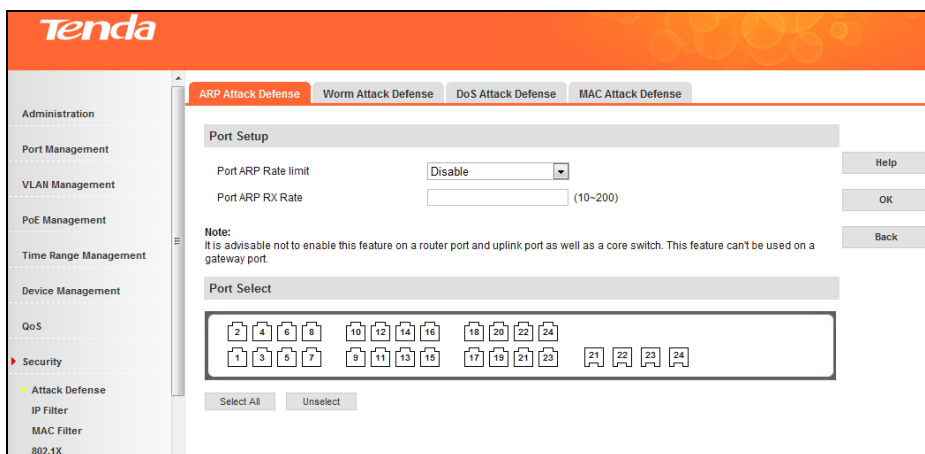 Tenda
ARP Attack Defense
Worm Attack Defense
DoS Attack Defense
MAC Attack Defense
Administration
Port Management
VLAN Management
PoE Management
Time Range Management
Device Management
QoS
Security
Attack Defense
IP Filter
MAC Filter
802.1X
Port Setup
Port ARP Rate limit Disable
Port ARP RX Rate (10~200)
Note:
It is advisable not to enable this feature on a router port and uplink port as well as a core switch. This feature can't be used on a
gateway port.
Port Select
2 4 6 8 10 12 14 16 18 20 22 24
1 3 5 7 9 11 13 15 17 19 21 23 21 22 23 24
Select All Unselect
Help
OK
Back